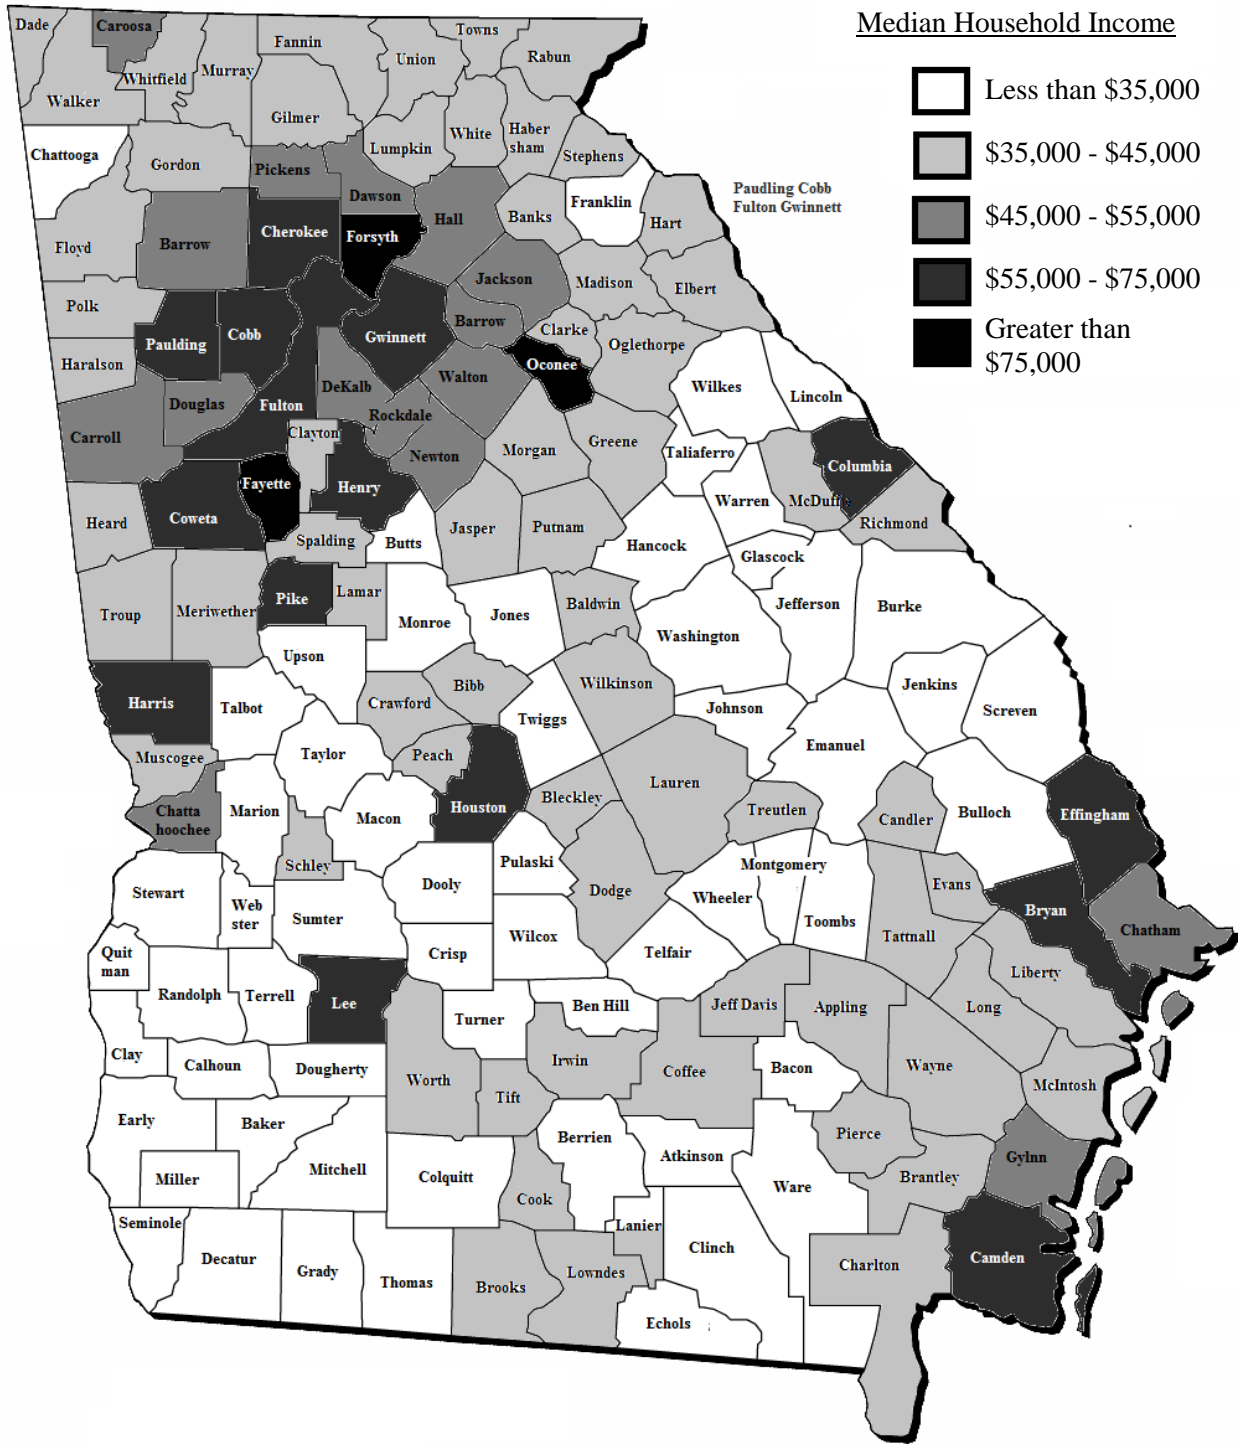 Median Household Income
Less than $35,000
$35,000 - $45,000
$45,000 - $55,000
$55,000 - $75,000
Greater than
$75,000
Paudling Cobb
Fulton Gwinnett
Dade
Caroosa
Fannin
Towns
Union
Rabun
Whitfield
Murray
Walker
Gilmer
White
Haber
sham
Lumpkin
Stephens
Chattooga
Gordon
Pickens
Dawson
Franklin
Hall
Banks
Hart
Floyd
Barrow
Cherokee
Forsyth
Jackson
Madison
Elbert
Polk
Paulding
Cobb
Gwinnett
Barrow
Clarke
Oglethorpe
Haralson
Oconee
DeKalb
Walton
Wilkes
Lincoln
Douglas
Fulton
Rockdale
Carroll
Clayton
Newton
Morgan
Greene
Taliaferro
Columbia
Fayette
Henry
Warren
McDuffie
Heard
Coweta
Richmond
Spalding
Butts
Jasper
Putnam
Hancock
Glascock
Troup
Meriwether
Pike
Lamar
Monroe
Jones
Baldwin
Jefferson
Burke
Washington
Upson
Harris
Talbot
Crawford
Bibb
Wilkinson
Twiggs
Johnson
Jenkins
Screven
Muscogee
Taylor
Peach
Emanuel
Lauren
Chatta
hoochee
Marion
Macon
Houston
Bleckley
Treutlen
Candler
Bulloch
Effingham
Schley
Pulaski
Montgomery
Stewart
Web
ster
Sumter
Dooly
Dodge
Wheeler
Toombs
Evans
Bryan
Chatham
Quit
man
Crisp
Wilcox
Telfair
Tattnall
Liberty
Randolph
Terrell
Lee
Turner
Ben Hill
Jeff Davis
Appling
Long
Clay
Calhoun
Dougherty
Worth
Irwin
Coffee
Bacon
Wayne
McIntosh
Tift
Early
Baker
Berrien
Pierce
Miller
Mitchell
Colquitt
Atkinson
Gylnn
Cook
Ware
Brantley
Seminole
Lanier
Decatur
Grady
Thomas
Brooks
Lowndes
Clinch
Charlton
Camden
Echols